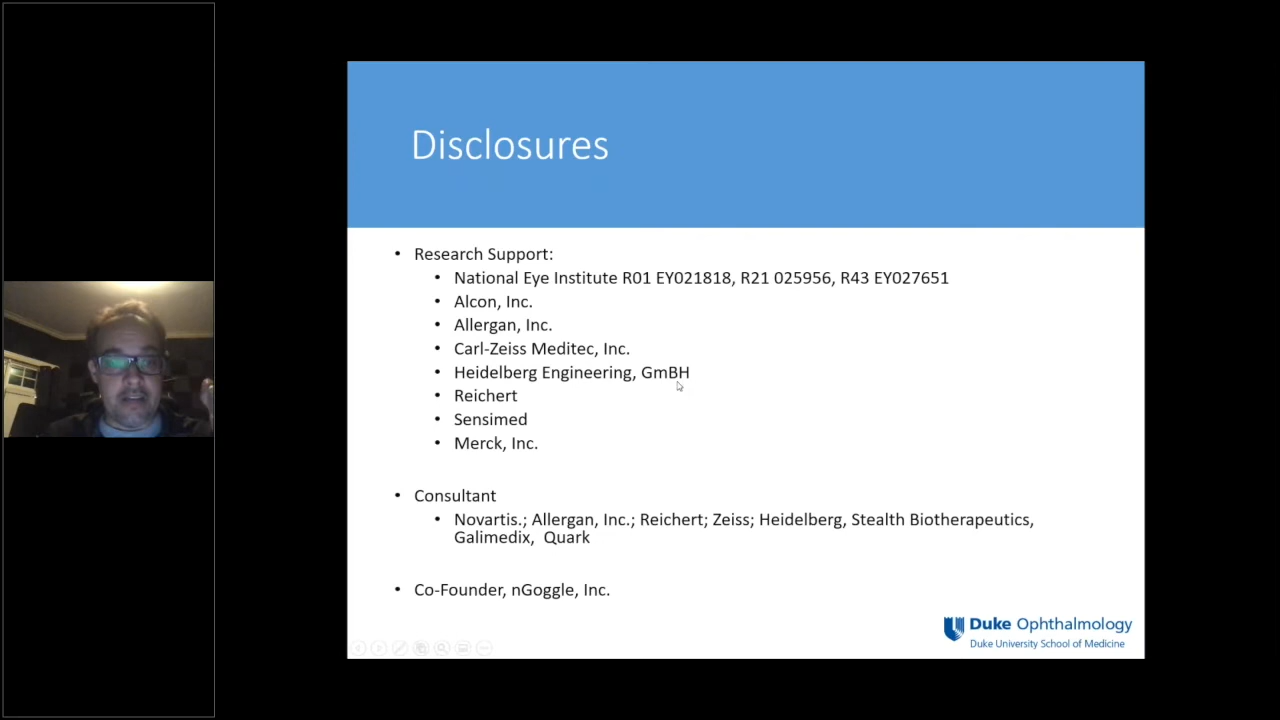 Disclosures
• Research Support:
• National Eye Institute R01 EY021818, R21 025956, R43 EY027651
• Alcon, Inc.
• Allergan, Inc.
• Carl-Zeiss Meditec, Inc.
• Heidelberg Engineering, GmBH
• Reichert
• Sensimed
• Merck, Inc.
• Consultant
• Novartis.; Allergan, Inc.; Reichert; Zeiss; Heidelberg, Stealth Biotherapeutics,
Galimedix, Quark
• Co-Founder, nGoggle, Inc.
Duke Ophthalmology
Duke University School of Medicine